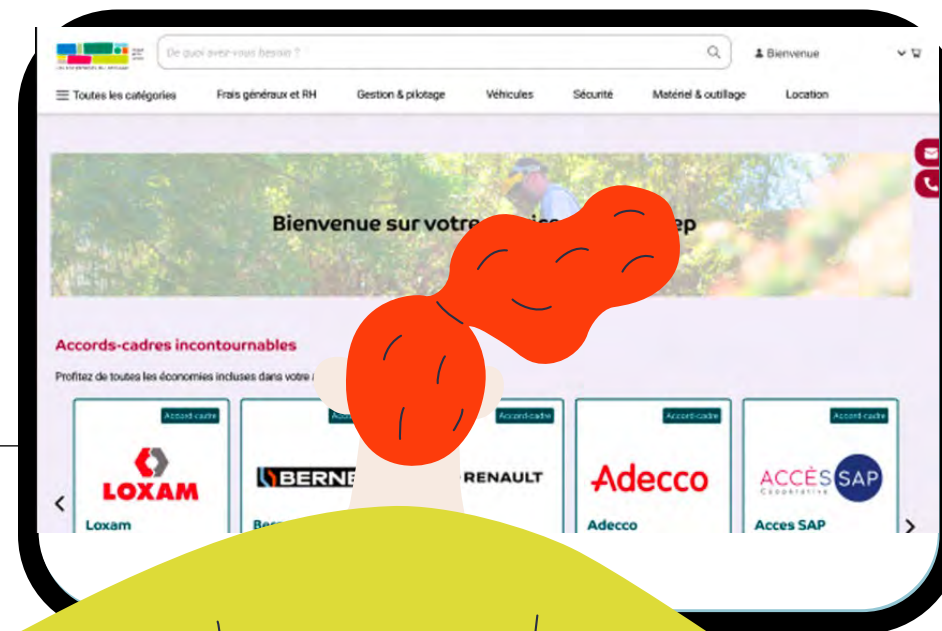 De quoi avez-vous besoin ?
Bienvenue
Toutes les catégories Frais généraux et RH Gestion & pilotage Véhicules Sécurité Matériel & outillage Location
Bienvenue sur votre
Accords-cadres incontournables
Profitez de toutes les économies incluses dans votre
Accord-cadre Accord-cadre Accord-cadre Accord-cadre
LOXAM BERNE RENAULT Adecco ACCÈS SAP
Coopérative
Loxam Adecco Acces SAP